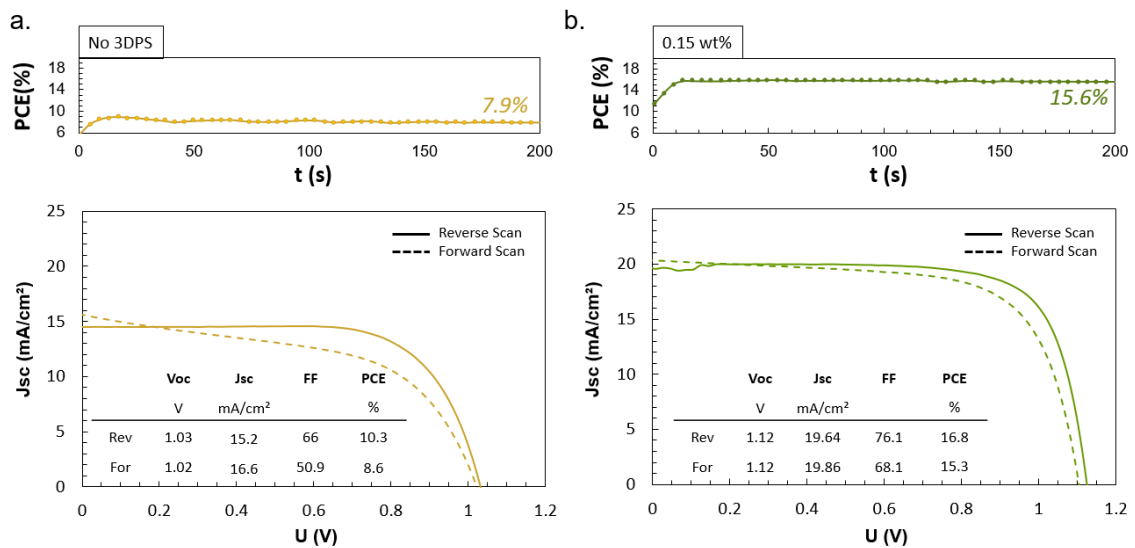 a.
No 3DPS
PCE(%)
18
14
10
6
7.9%
0
50
100
150
200
t (s)
Jsc (mA/cm²)
25
20
15
10
5
0
Reverse Scan
Forward Scan
Voc Jsc FF PCE
V mA/cm² %
Rev 1.03 15.2 66 10.3
For 1.02 16.6 50.9 8.6
0 0.2 0.4 0.6 0.8 1 1.2
U (V)
b.
0.15 wt%
PCE (%)
18
14
10
6
15.6%
0
50
100
150
200
t (s)
Jsc (mA/cm²)
25
20
15
10
5
0
Reverse Scan
Forward Scan
Voc Jsc FF PCE
V mA/cm² %
Rev 1.12 19.64 76.1 16.8
For 1.12 19.86 68.1 15.3
0 0.2 0.4 0.6 0.8 1 1.2
U (V)